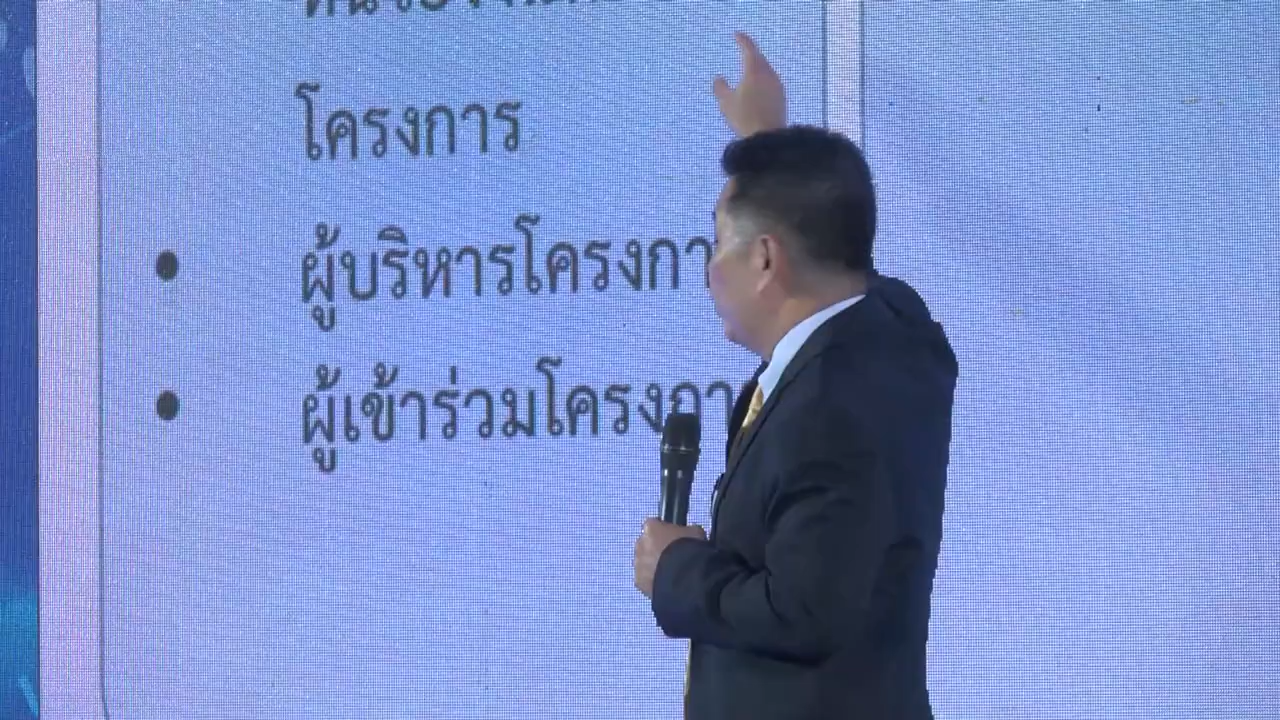 โครงการ
• ผู้บริหารโครงกา
• ผู้เข้าร่วมโครงกา